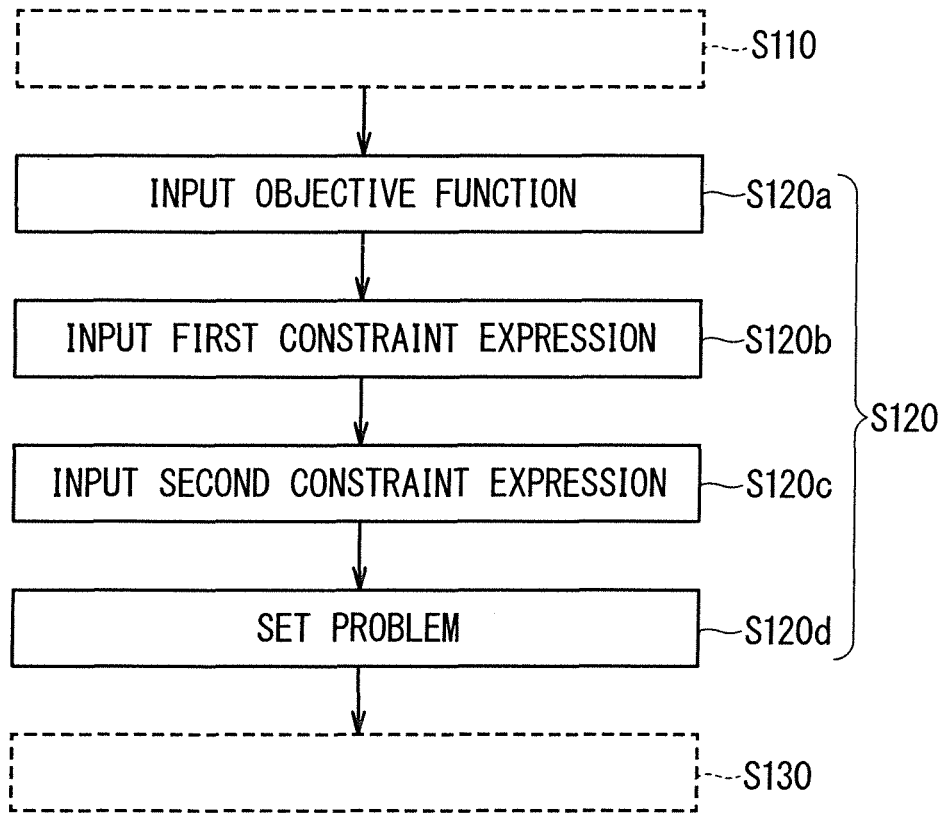 S110
INPUT OBJECTIVE FUNCTION
S120a
INPUT FIRST CONSTRAINT EXPRESSION
S120b
S120
INPUT SECOND CONSTRAINT EXPRESSION
S120c
SET PROBLEM
S120d
S130